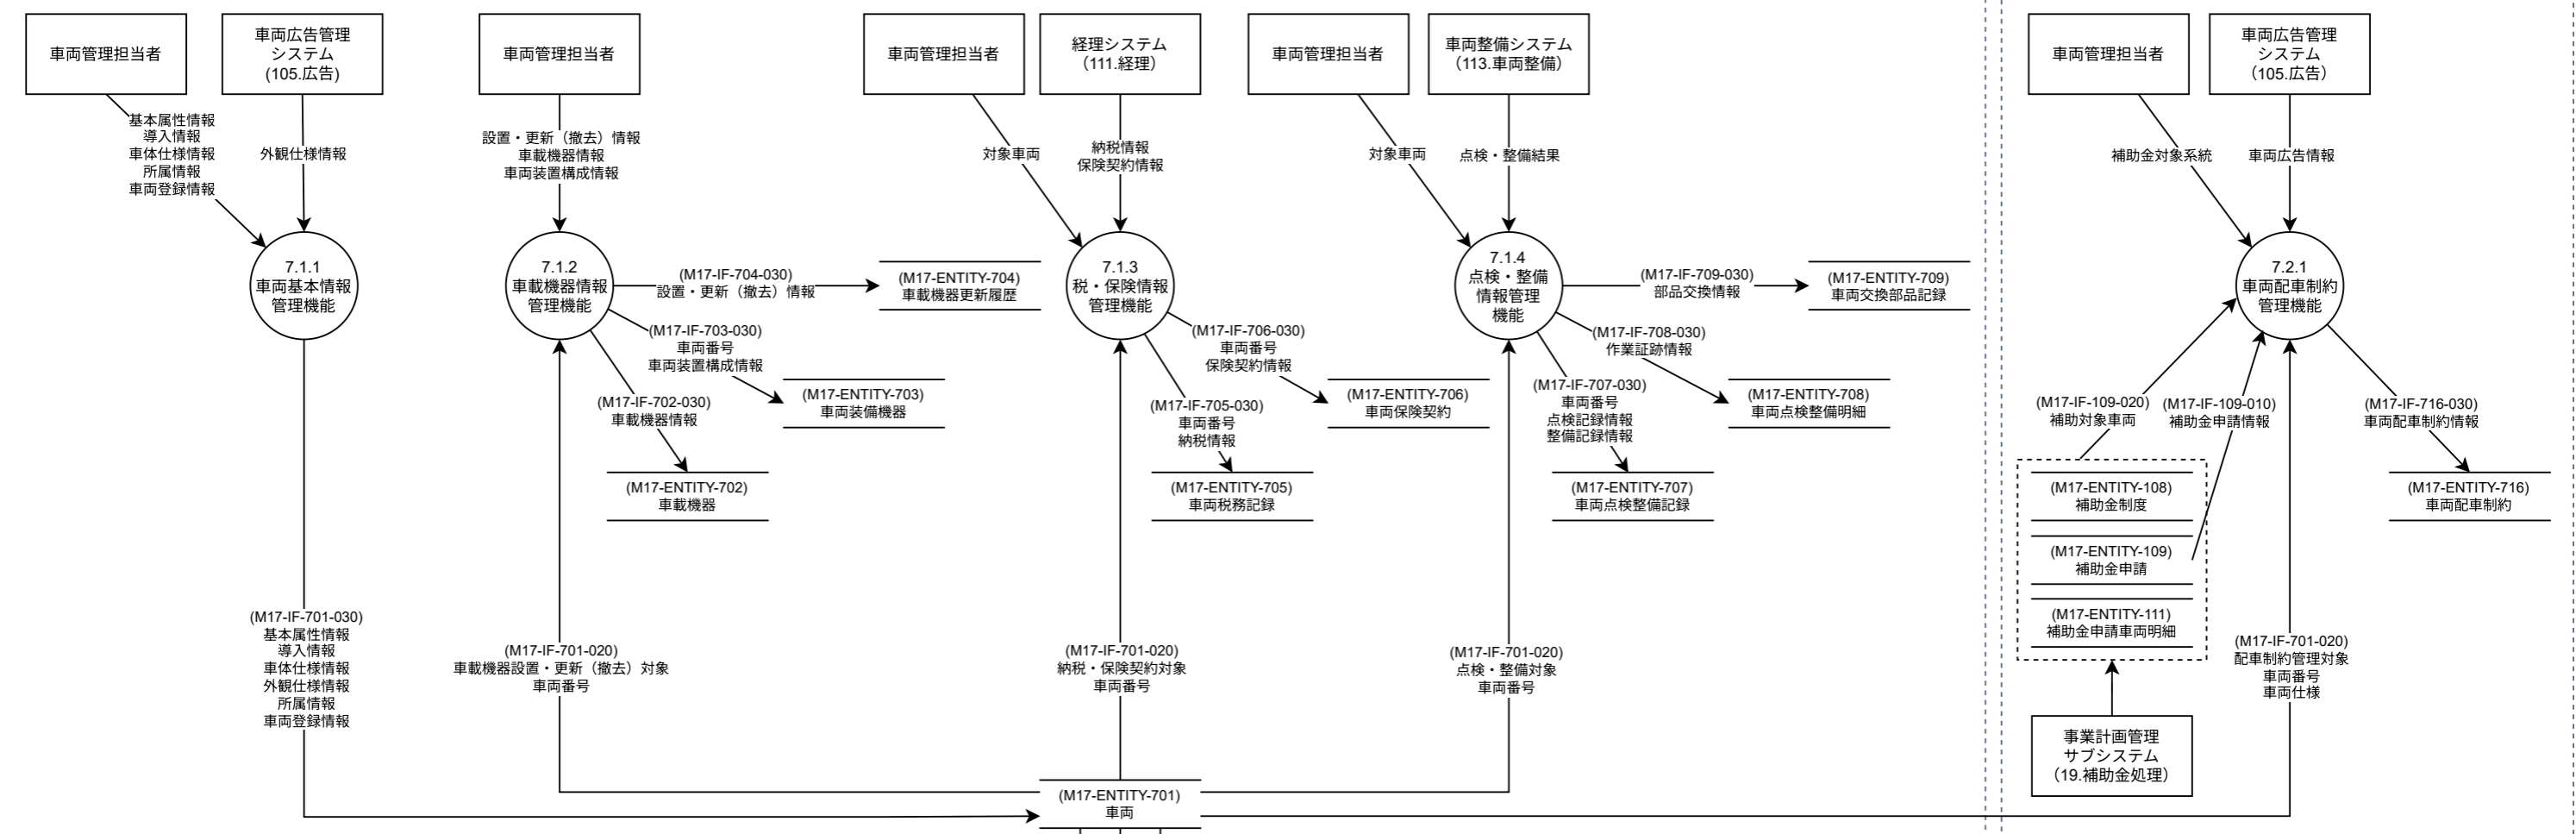 車両管理担当者
車両広告管理
システム
(105.広告)
車両管理担当者
車両管理担当者
経理システム
（111.経理）
車両管理担当者
車両整備システム
（113.車両整備）
車両管理担当者
車両広告管理
システム
（105.広告）
基本属性情報
導入情報
車体仕様情報
所属情報
車両登録情報
外観仕様情報
設置・更新（撤去）情報
車載機器情報
車両装置構成情報
対象車両
納税情報
保険契約情報
対象車両
点検・整備結果
補助金対象系統
車両広告情報
7.1.1
車両基本情報
管理機能
7.1.2
車載機器情報
管理機能
(M17-IF-704-030)
設置・更新（撤去）情報
(M17-ENTITY-704)
車載機器更新履歴
(M17-IF-703-030)
車両番号
車両装置構成情報
(M17-ENTITY-703)
車両装備機器
(M17-IF-702-030)
車載機器情報
(M17-ENTITY-702)
車載機器
7.1.3
税・保険情報
管理機能
(M17-IF-706-030)
車両番号
保険契約情報
(M17-ENTITY-706)
車両保険契約
(M17-IF-705-030)
車両番号
納税情報
(M17-ENTITY-705)
車両税務記録
7.1.4
点検・整備
情報管理
機能
(M17-IF-709-030)
部品交換情報
(M17-ENTITY-709)
車両交換部品記録
(M17-IF-708-030)
作業証跡情報
(M17-ENTITY-708)
車両点検整備明細
(M17-IF-707-030)
車両番号
点検記録情報
整備記録情報
(M17-ENTITY-707)
車両点検整備記録
7.2.1
車両配車制約
管理機能
(M17-IF-109-020)
補助対象車両
(M17-IF-109-010)
補助金申請情報
(M17-IF-716-030)
車両配車制約情報
(M17-ENTITY-108)
補助金制度
(M17-ENTITY-109)
補助金申請
(M17-ENTITY-111)
補助金申請車両明細
(M17-ENTITY-716)
車両配車制約
(M17-IF-701-030)
基本属性情報
導入情報
車体仕様情報
外観仕様情報
所属情報
車両登録情報
(M17-IF-701-020)
車載機器設置・更新（撤去）対象
車両番号
(M17-IF-701-020)
納税・保険契約対象
車両番号
(M17-IF-701-020)
点検・整備対象
車両番号
(M17-IF-701-020)
配車制約管理対象
車両番号
車両仕様
事業計画管理
サブシステム
（19.補助金処理）
(M17-ENTITY-701)
車両